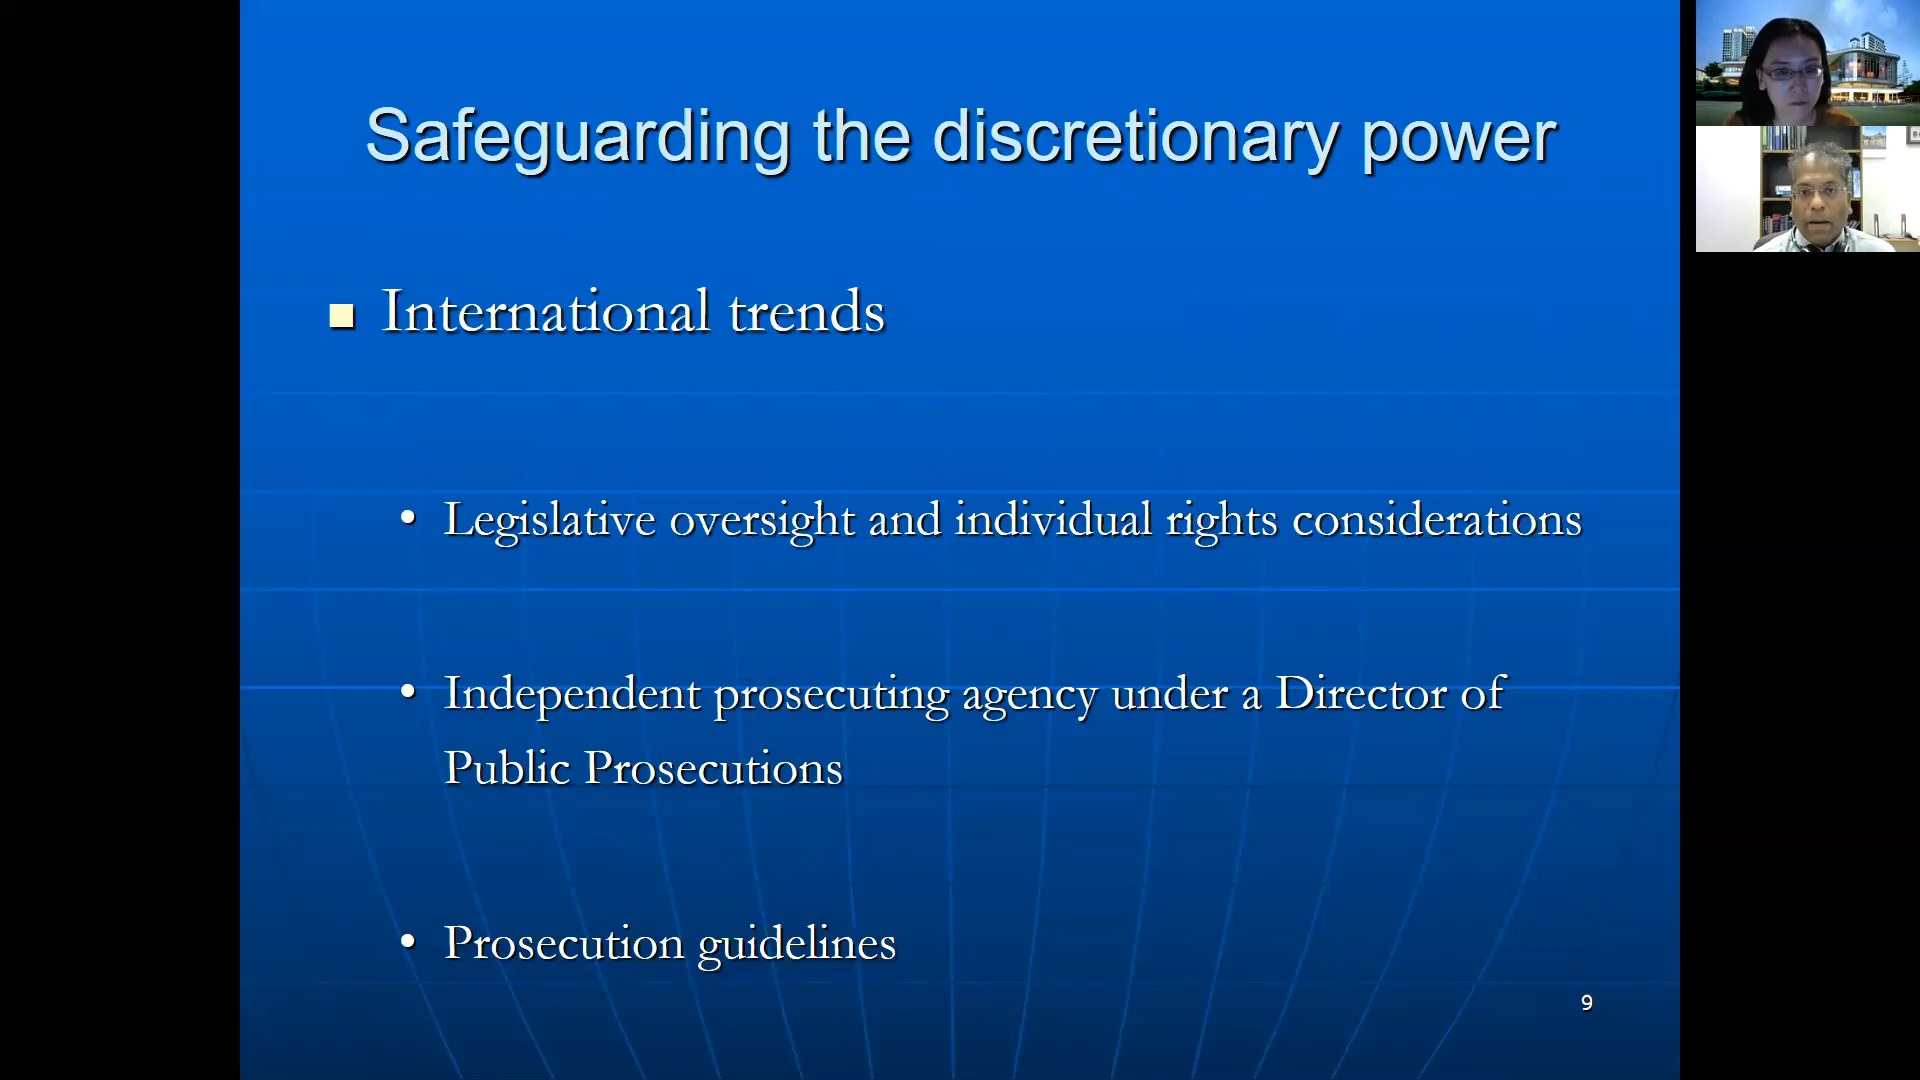 Safeguarding the discretionary power
International trends
• Legislative oversight and individual rights considerations
• Independent prosecuting agency under a Director of
Public Prosecutions
• Prosecution guidelines
9